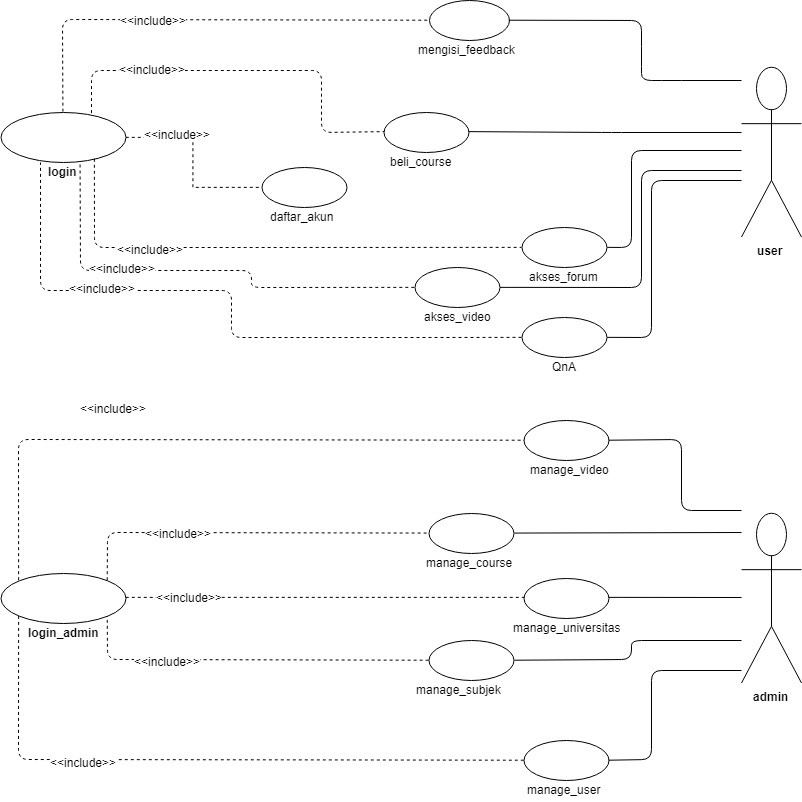 <<include>>
mengisi_feedback
<<include>>
<<include>>
beli_course
login
daftar_akun
<<include>>
user
<<include>>
akses_forum
<<include>>
akses_video
QnA
<<include>>
manage_video
<<include>>
manage_course
<<include>>
manage_universitas
login_admin
<<include>>
manage_subjek
admin
<<include>>
manage_user